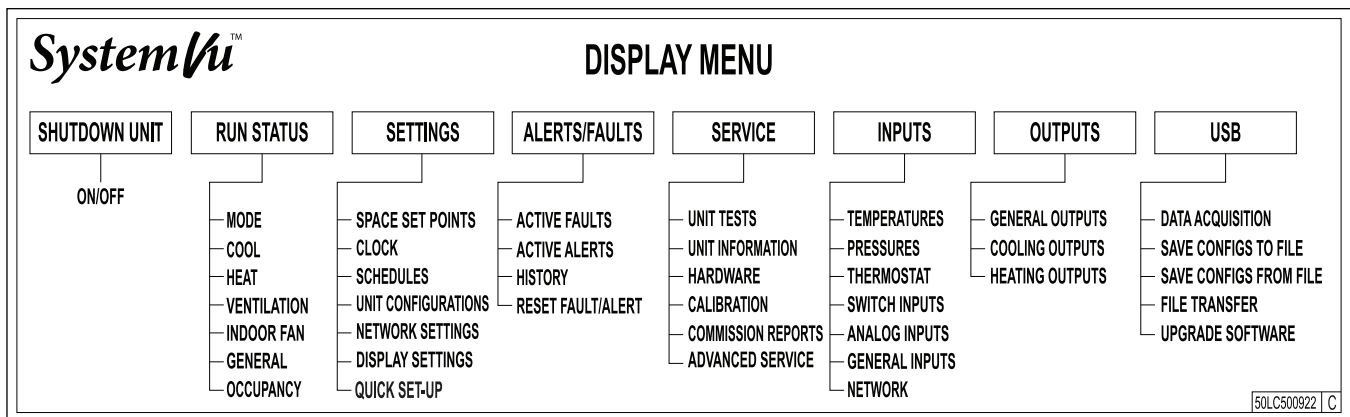 SystemVu™
DISPLAY MENU
SHUTDOWN UNIT
ON/OFF
RUN STATUS
MODE
COOL
HEAT
VENTILATION
INDOOR FAN
GENERAL
OCCUPANCY
SETTINGS
SPACE SET POINTS
CLOCK
SCHEDULES
UNIT CONFIGURATIONS
NETWORK SETTINGS
DISPLAY SETTINGS
QUICK SET-UP
ALERTS/FAULTS
ACTIVE FAULTS
ACTIVE ALERTS
HISTORY
RESET FAULT/ALERT
SERVICE
UNIT TESTS
UNIT INFORMATION
HARDWARE
CALIBRATION
COMMISSION REPORTS
ADVANCED SERVICE
INPUTS
TEMPERATURES
PRESSURES
THERMOSTAT
SWITCH INPUTS
ANALOG INPUTS
GENERAL INPUTS
NETWORK
OUTPUTS
GENERAL OUTPUTS
COOLING OUTPUTS
HEATING OUTPUTS
USB
DATA ACQUISITION
SAVE CONFIGS TO FILE
SAVE CONFIGS FROM FILE
FILE TRANSFER
UPGRADE SOFTWARE
50LC500922 C